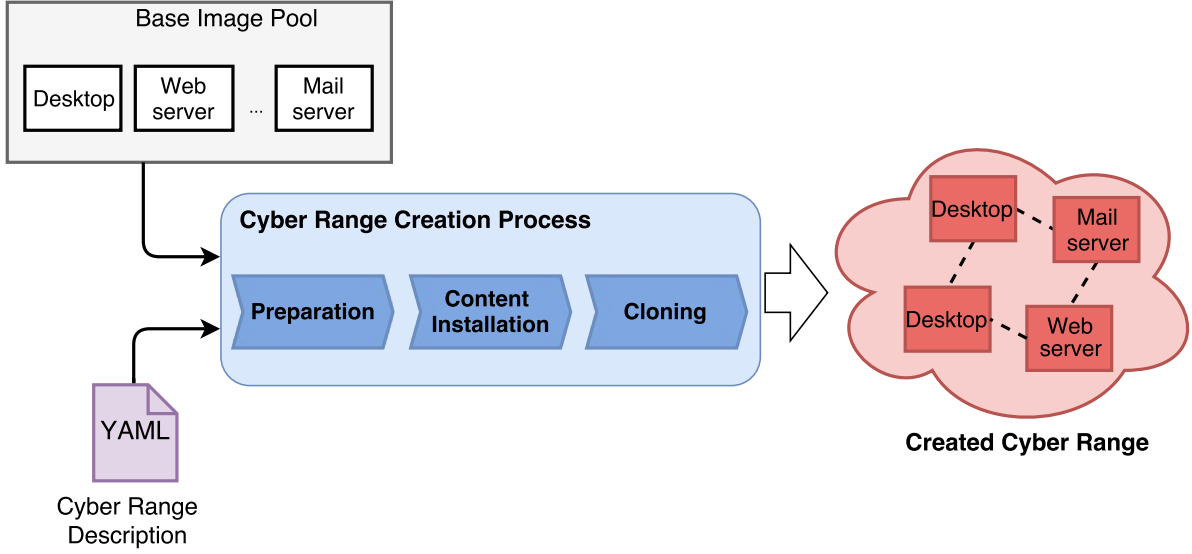 Base Image Pool
Desktop
Web
server
...
Mail
server
Cyber Range Creation Process
Preparation
Content
Installation
Cloning
YAML
Cyber Range
Description
Desktop
Mail
server
Desktop
Web
server
Created Cyber Range